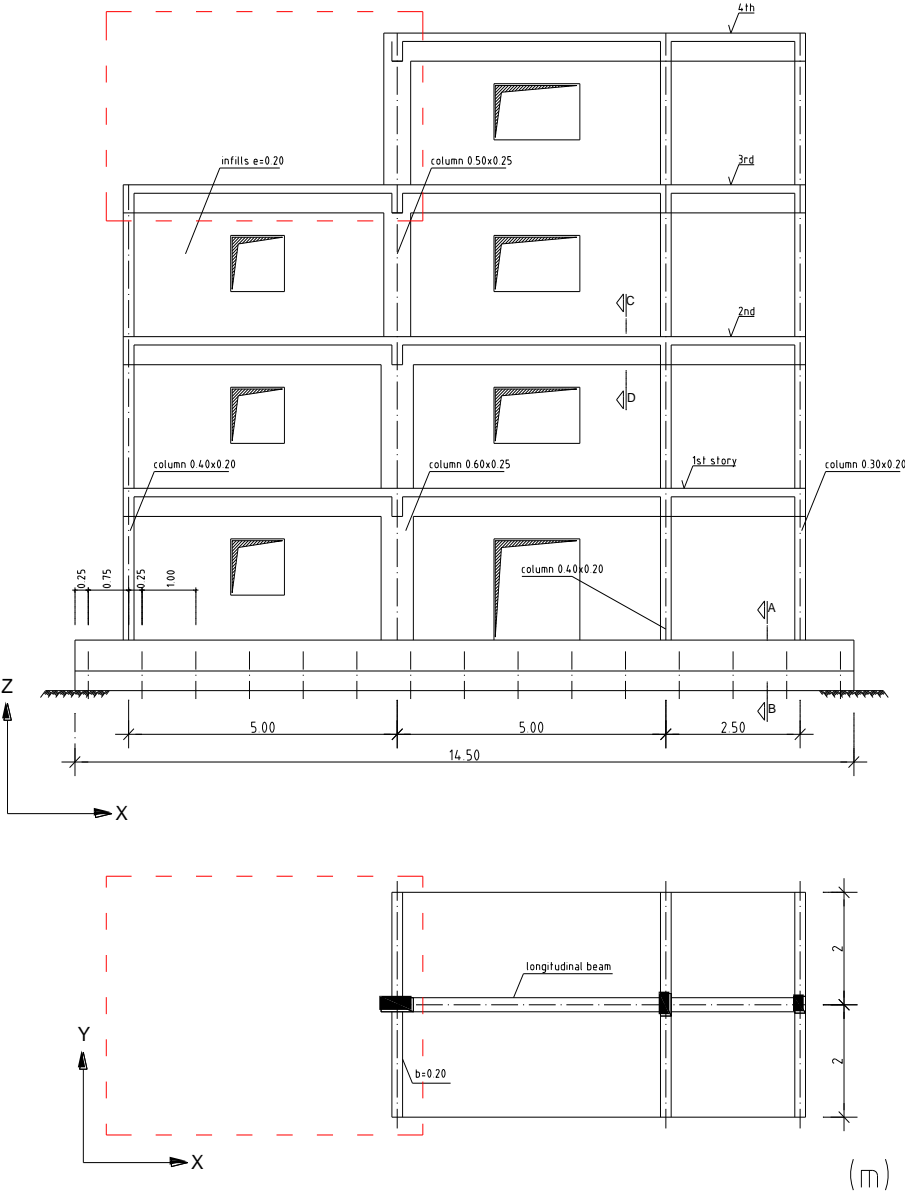 4th
infills e=0.20
column 0.50x0.25
3rd
C
2nd
D
column 0.40x0.20
column 0.60x0.25
1st story
column 0.30x0.20
0.25
0.75
0.25
1.00
column 0.40x0.20
A
Z
B
5.00
5.00
2.50
14.50
X
longitudinal beam
2
Y
b=0.20
2
X
(m)